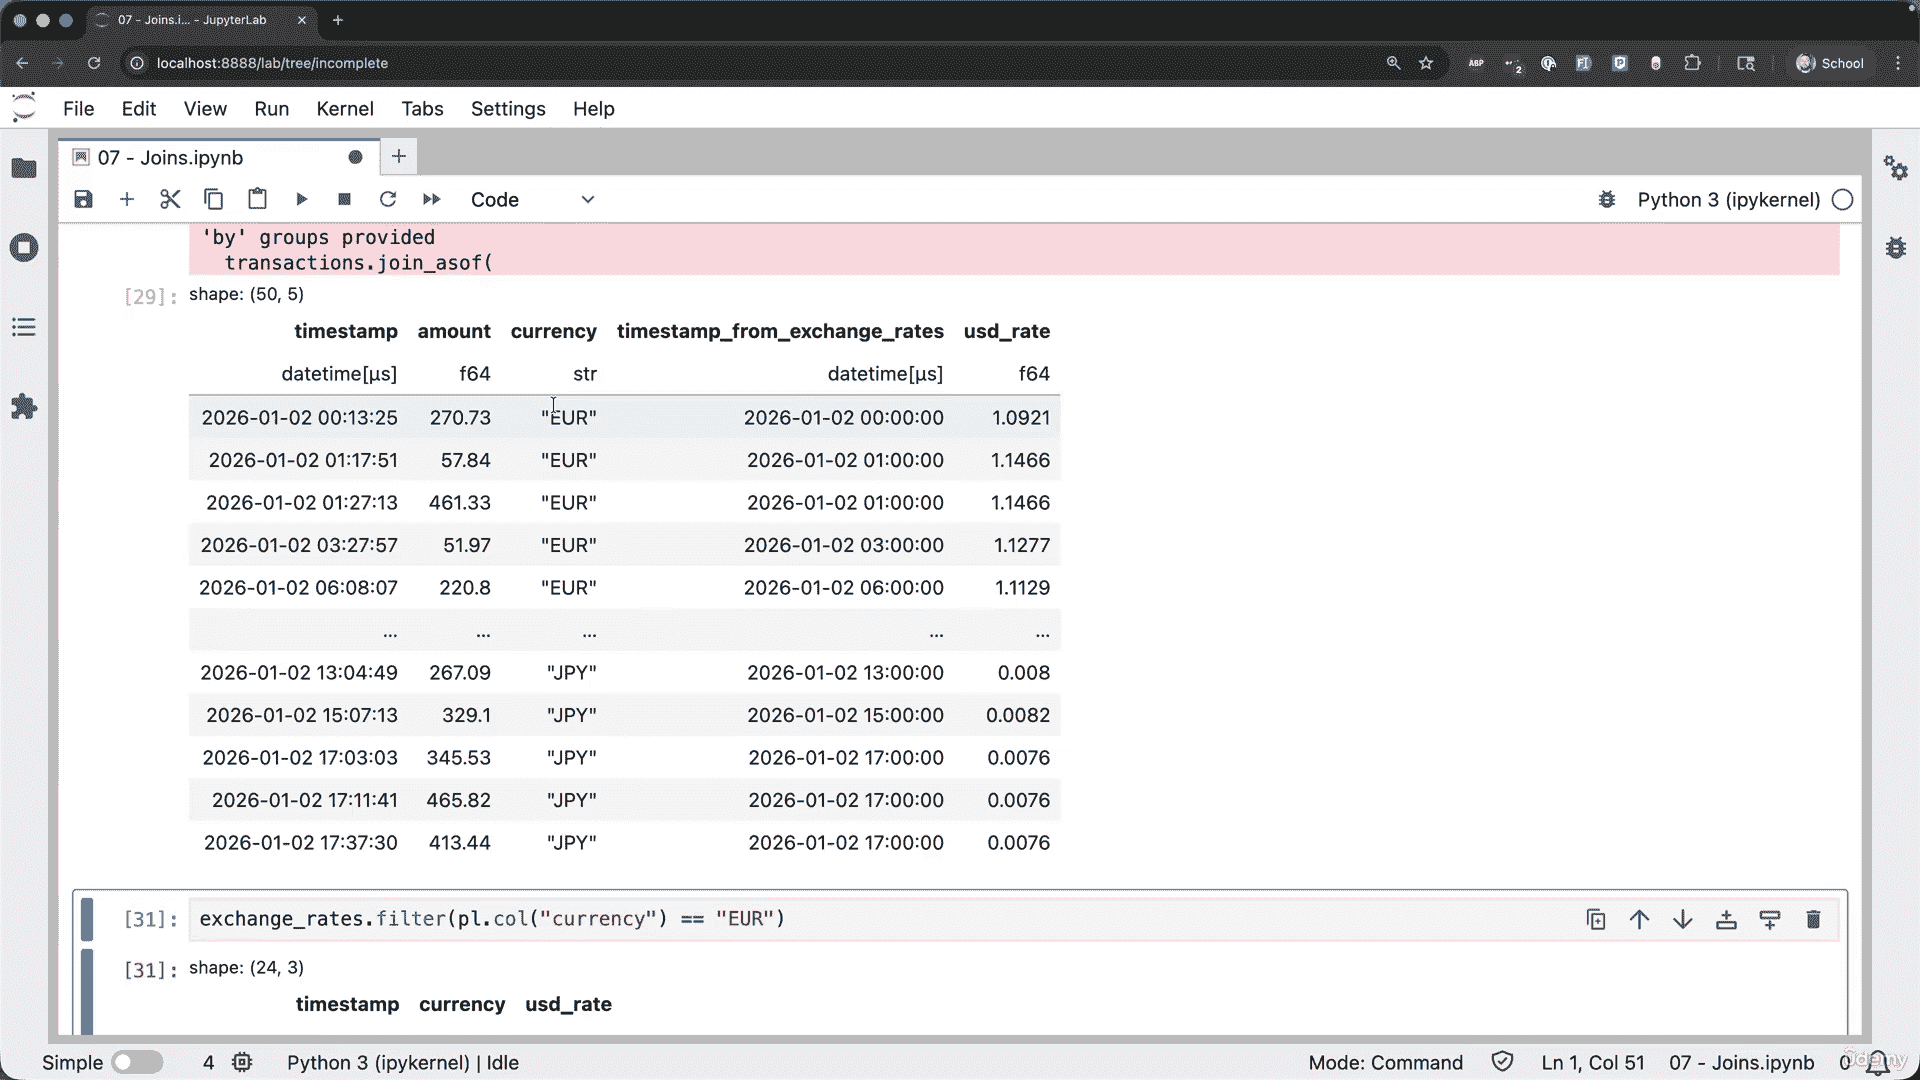 07 - Joins.i... - JupyterLab
localhost:8888/lab/tree/incomplete
ABP
2
School
File Edit View Run Kernel Tabs Settings Help
07 - Joins.ipynb
Code
Python 3 (ipykernel)
'by' groups provided
transactions.join_asof(
[29]: shape: (50, 5)
timestamp amount currency timestamp_from_exchange_rates usd_rate
datetime[μs] f64 str datetime[μs] f64
2026-01-02 00:13:25 270.73 "EUR" 2026-01-02 00:00:00 1.0921
2026-01-02 01:17:51 57.84 "EUR" 2026-01-02 01:00:00 1.1466
2026-01-02 01:27:13 461.33 "EUR" 2026-01-02 01:00:00 1.1466
2026-01-02 03:27:57 51.97 "EUR" 2026-01-02 03:00:00 1.1277
2026-01-02 06:08:07 220.8 "EUR" 2026-01-02 06:00:00 1.1129
... ... ... ... ...
2026-01-02 13:04:49 267.09 "JPY" 2026-01-02 13:00:00 0.008
2026-01-02 15:07:13 329.1 "JPY" 2026-01-02 15:00:00 0.0082
2026-01-02 17:03:03 345.53 "JPY" 2026-01-02 17:00:00 0.0076
2026-01-02 17:11:41 465.82 "JPY" 2026-01-02 17:00:00 0.0076
2026-01-02 17:37:30 413.44 "JPY" 2026-01-02 17:00:00 0.0076
[31]: exchange_rates.filter(pl.col("currency") == "EUR")
[31]: shape: (24, 3)
timestamp currency usd_rate
Simple 4 Python 3 (ipykernel) | Idle Mode: Command Ln 1, Col 51 07 - Joins.ipynb 0
udemy